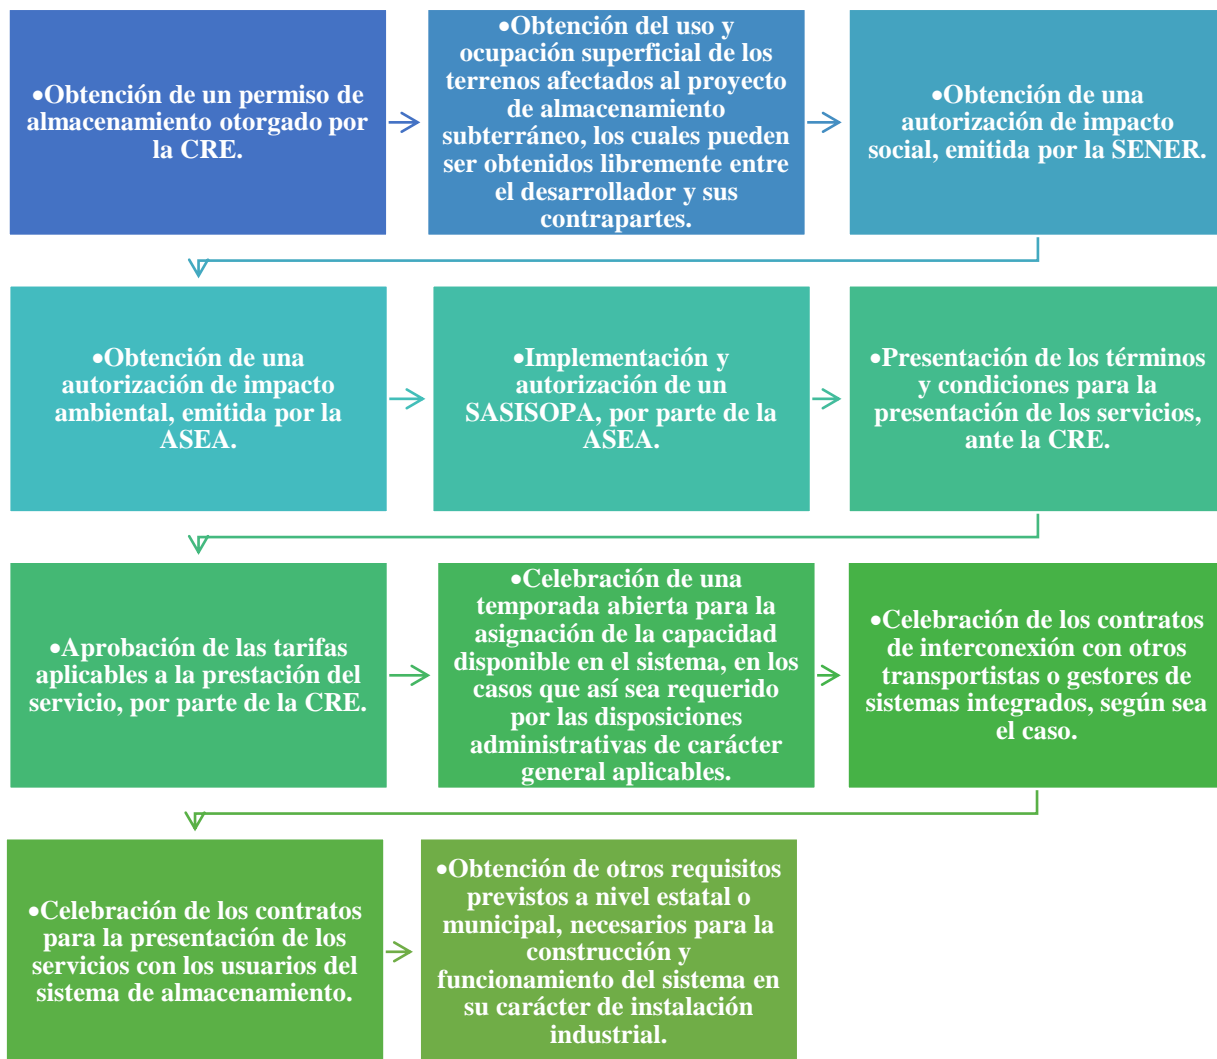 •Obtención de un permiso de
almacenamiento otorgado por
la CRE.
•Obtención del uso y
ocupación superficial de los
terrenos afectados al proyecto
de almacenamiento
subterráneo, los cuales pueden
ser obtenidos libremente entre
el desarrollador y sus
contrapartes.
•Obtención de una
autorización de impacto
social, emitida por la SENER.
•Obtención de una
autorización de impacto
ambiental, emitida por la
ASEA.
•Implementación y
autorización de un
SASISOPA, por parte de la
ASEA.
•Presentación de los términos
y condiciones para la
presentación de los servicios,
ante la CRE.
•Aprobación de las tarifas
aplicables a la prestación del
servicio, por parte de la CRE.
•Celebración de una
temporada abierta para la
asignación de la capacidad
disponible en el sistema, en los
casos que así sea requerido
por las disposiciones
administrativas de carácter
general aplicables.
•Celebración de los contratos
de interconexión con otros
transportistas o gestores de
sistemas integrados, según sea
el caso.
•Celebración de los contratos
para la presentación de los
servicios con los usuarios del
sistema de almacenamiento.
•Obtención de otros requisitos
previstos a nivel estatal o
municipal, necesarios para la
construcción y
funcionamiento del sistema en
su carácter de instalación
industrial.